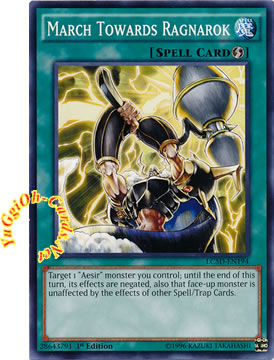 MARCH TOWARDS RAGNAROK
[SPELL CARD]
YuGgiOh-Cards.Net
LC5D-EN194
Target 1 "Aesir" monster you control; until the end of this
turn, its effects are negated, also that face-up monster is
unaffected by the effects of other Spell/Trap Cards.
28643791 1st Edition
©1996 KAZUKI TAKAHASHI